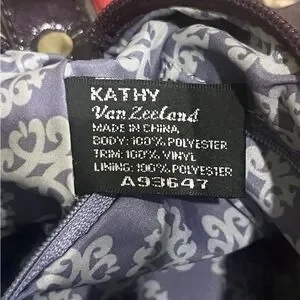 KATHY
Van Zeeland
MADE IN CHINA
BODY: 100% POLYESTER
TRIM: 100% VINYL
LINING: 100% POLYESTER
A93647